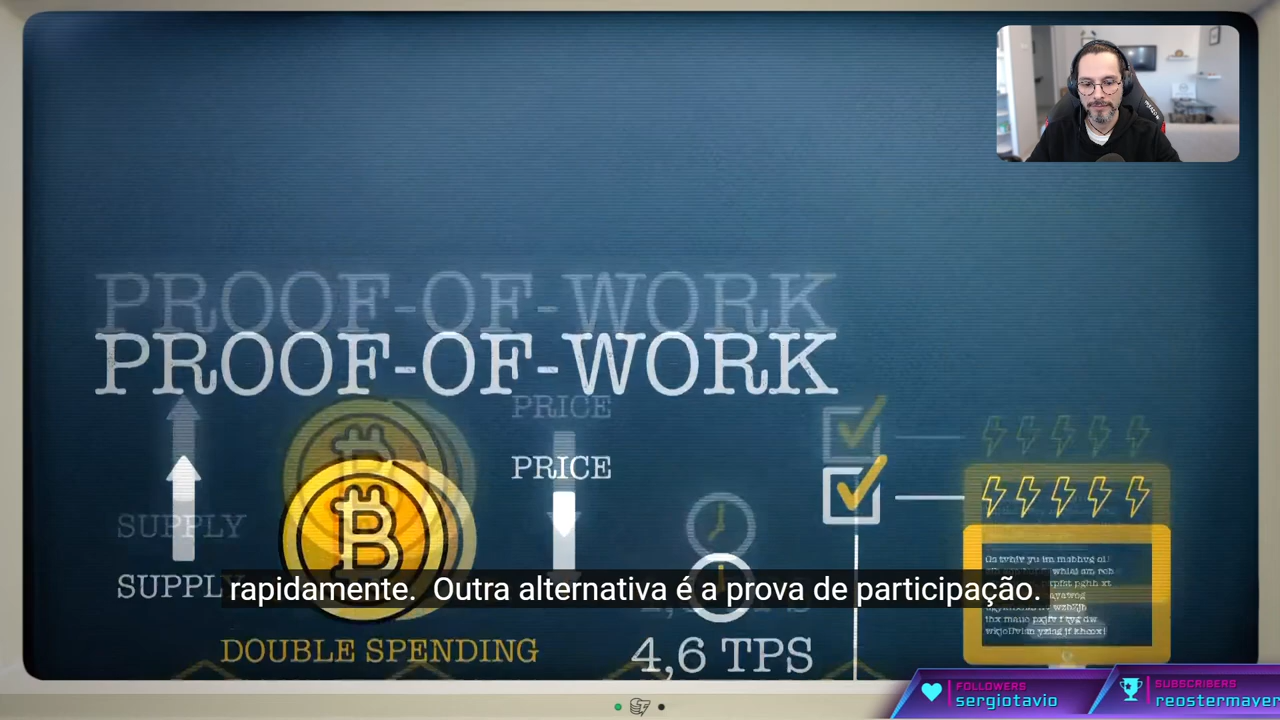 PROOF-OF-WORK
PROOF-OF-WORK
PRICE
PRICE
SUPPLY
SUPPLY
rapidamente. Outra alternativa é a prova de participação.
DOUBLE SPENDING
4,6 TPS
FOLLOWERS
sergiotavio
SUBSCRIBERS
reostermayer